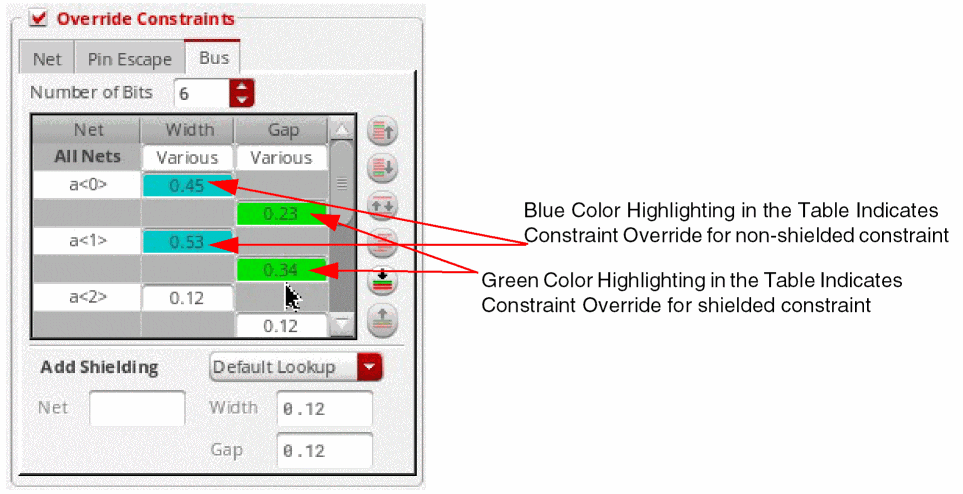 Override Constraints
Net Pin Escape Bus
Number of Bits 6
Net Width Gap
All Nets Various Various
a<0> 0.45
0.23
a<1> 0.53
0.34
a<2> 0.12
0.12
Blue Color Highlighting in the Table Indicates
Constraint Override for non-shielded constraint
Green Color Highlighting in the Table Indicates
Constraint Override for shielded constraint
Add Shielding Default Lookup
Net Width 0.12
Gap 0.12